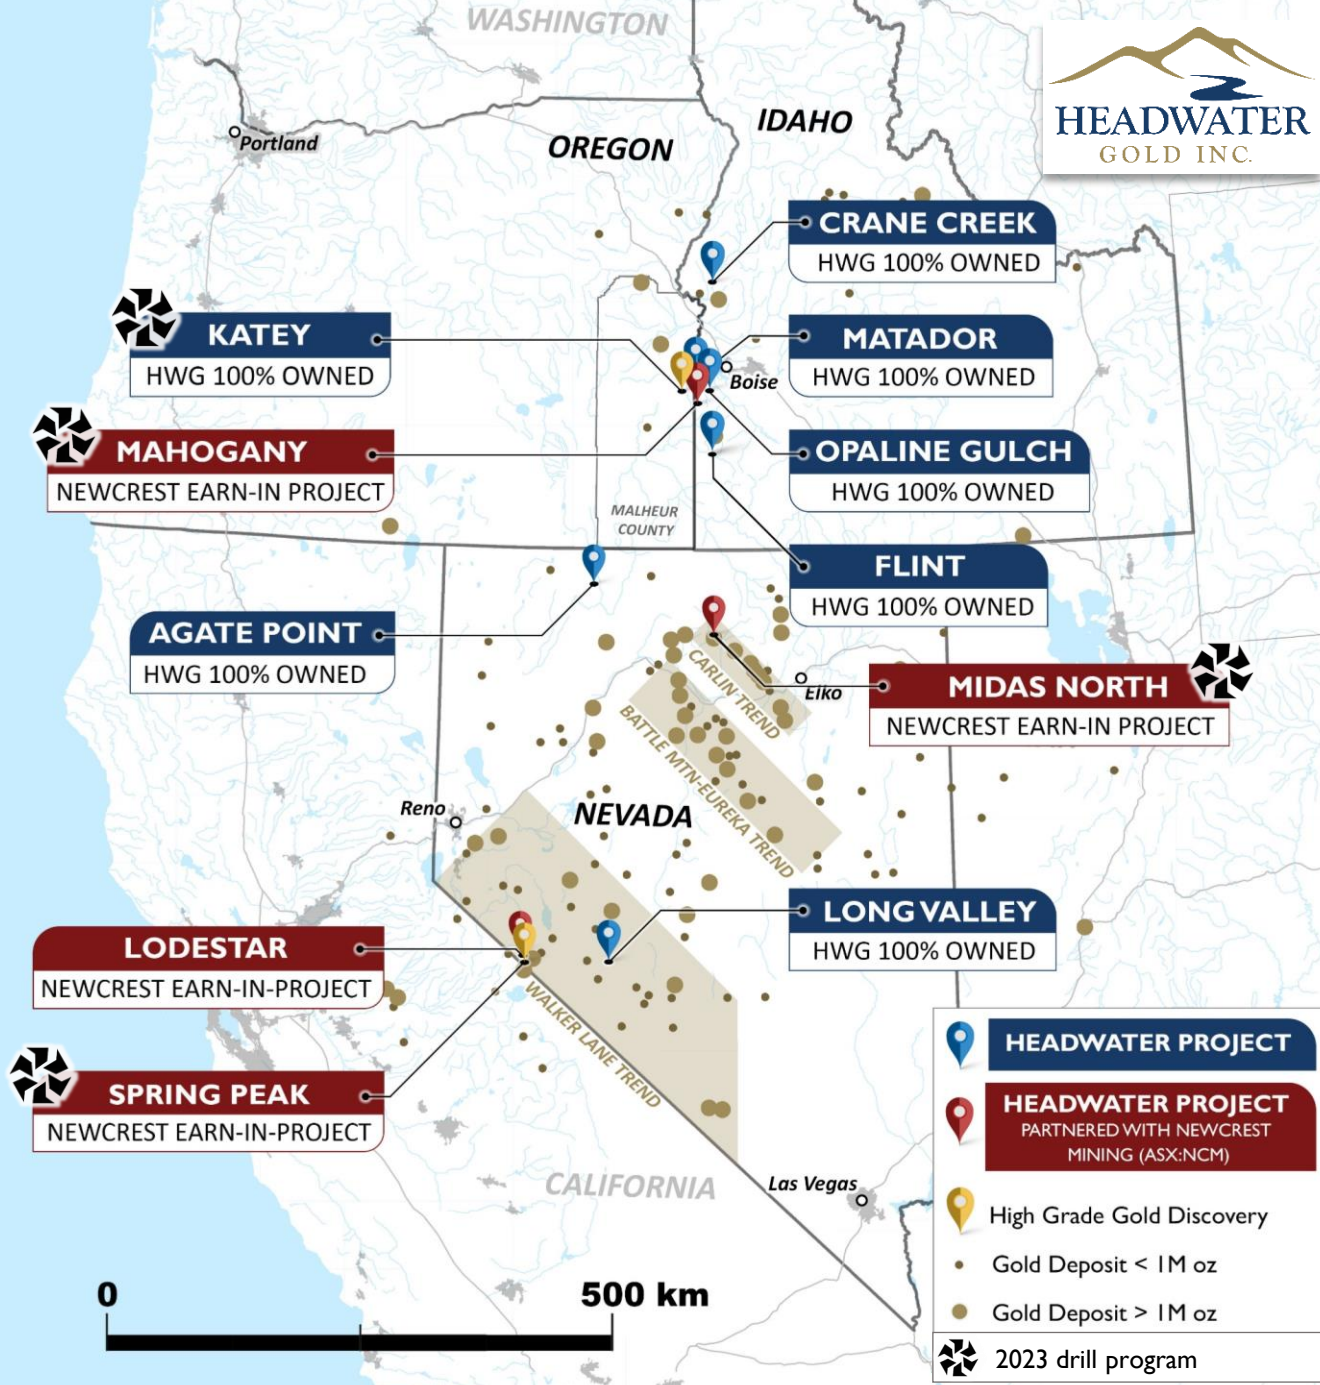 WASHINGTON
HEADWATER
GOLD INC.
IDAHO
OREGON
Portland
CRANE CREEK
HWG 100% OWNED
KATEY
HWG 100% OWNED
MATADOR
HWG 100% OWNED
Boise
MAHOGANY
NEWCREST EARN-IN PROJECT
OPALINE GULCH
HWG 100% OWNED
MALHEUR
COUNTY
FLINT
HWG 100% OWNED
AGATE POINT
HWG 100% OWNED
CARLIN TREND
Elko
MIDAS NORTH
NEWCREST EARN-IN PROJECT
BATTLE MTN-EUREKA TREND
Reno
NEVADA
LONG VALLEY
HWG 100% OWNED
LODESTAR
NEWCREST EARN-IN-PROJECT
WALKER LANE TREND
SPRING PEAK
NEWCREST EARN-IN-PROJECT
CALIFORNIA
Las Vegas
HEADWATER PROJECT
HEADWATER PROJECT
PARTNERED WITH NEWCREST
MINING (ASX:NCM)
High Grade Gold Discovery
Gold Deposit < 1M oz
Gold Deposit > 1M oz
2023 drill program
0
500 km